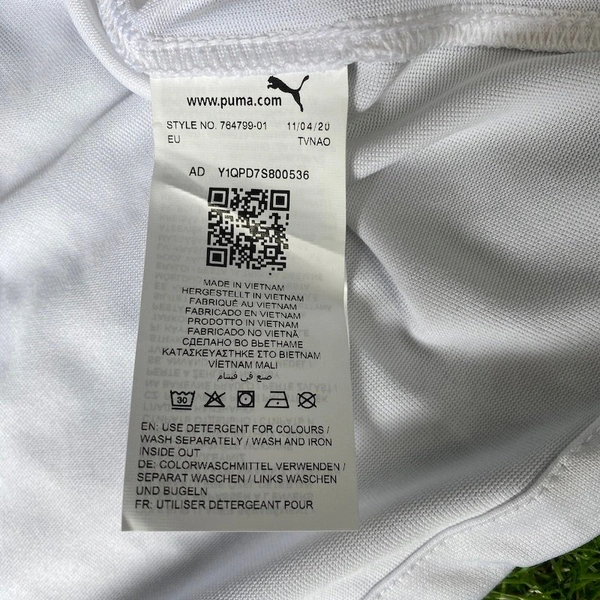 www.puma.com
STYLE NO. 764799-01 11/04/20
EU TVNAO
AD Y1QPD7S800536
MADE IN VIETNAM
HERGESTELLT IN VIETNAM
FABRIQUÉ AU VIETNAM
FABRICADO EN VIETNAM
PRODOTTO IN VIETNAM
FABRICADO NO VIETNÃ
СДЕЛАНО ВО ВЬЕТНАМЕ
ΚΑΤΑΣΚΕΥΑΣΤΗΚΕ ΣΤΟ ΒΙΕΤΝΑΜ
VİETNAM MALI
صنع في فيتنام
30
EN: USE DETERGENT FOR COLOURS /
WASH SEPARATELY / WASH AND IRON
INSIDE OUT
DE: COLORWASCHMITTEL VERWENDEN /
SEPARAT WASCHEN / LINKS WASCHEN
UND BUGELN
FR: UTILISER DÉTERGEANT POUR